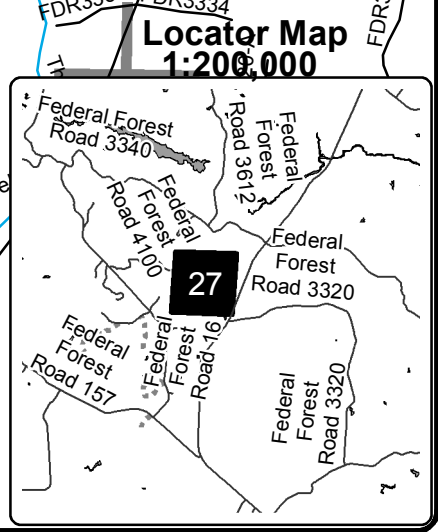 FDR3334
FDR3
Locator Map
1:200,000
Federal Forest
Road 3340
Federal
Forest
Road 3612
Federal
Forest
Road 4100
27
Federal
Forest
Road 3320
Federal
Forest
Road 157
Federal
Forest
Road 16
Federal
Forest
Road 3320